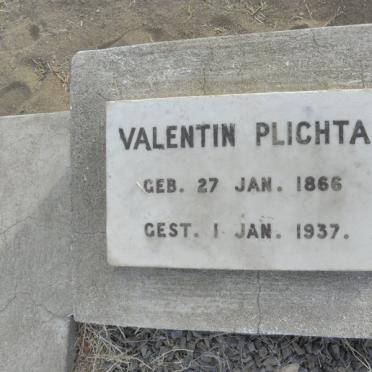 VALENTIN PLICHTA
GEB. 27 JAN. 1866
GEST. 1 JAN. 1937.